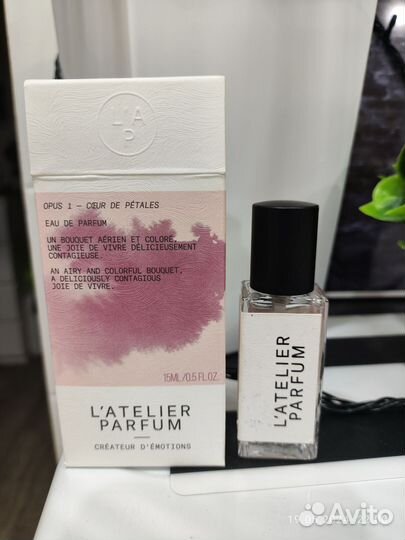 L'A
P
OPUS 1 – CŒUR DE PÉTALES
EAU DE PARFUM
UN BOUQUET AÉRIEN ET COLORÉ,
UNE JOIE DE VIVRE DÉLICIEUSEMENT
CONTAGIEUSE.
AN AIRY AND COLORFUL BOUQUET,
A DELICIOUSLY CONTAGIOUS
JOIE DE VIVRE.
15ML/0.5 FL.OZ.
L'ATELIER
PARFUM
CRÉATEUR D'ÉMOTIONS
L'ATELIER
PARFUM
Avito